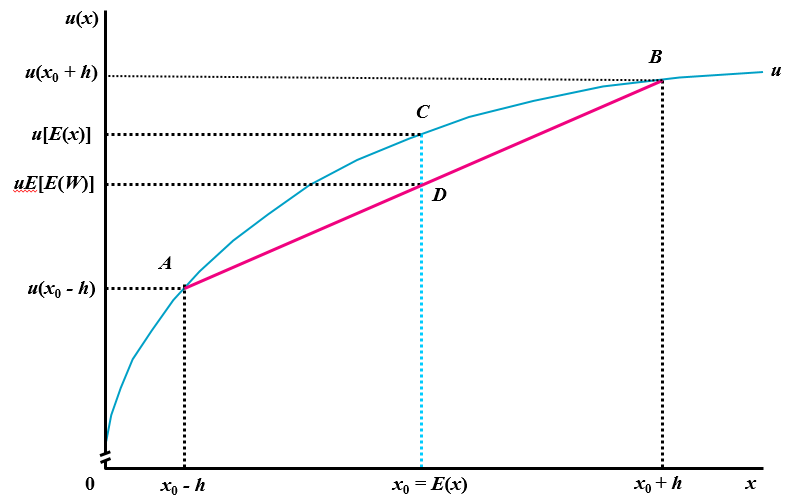 u(x)
B
u
u(x₀ + h)
C
u[E(x)]
uE[E(W)]
D
A
u(x₀ - h)
0
x₀ - h
x₀ = E(x)
x₀ + h
x